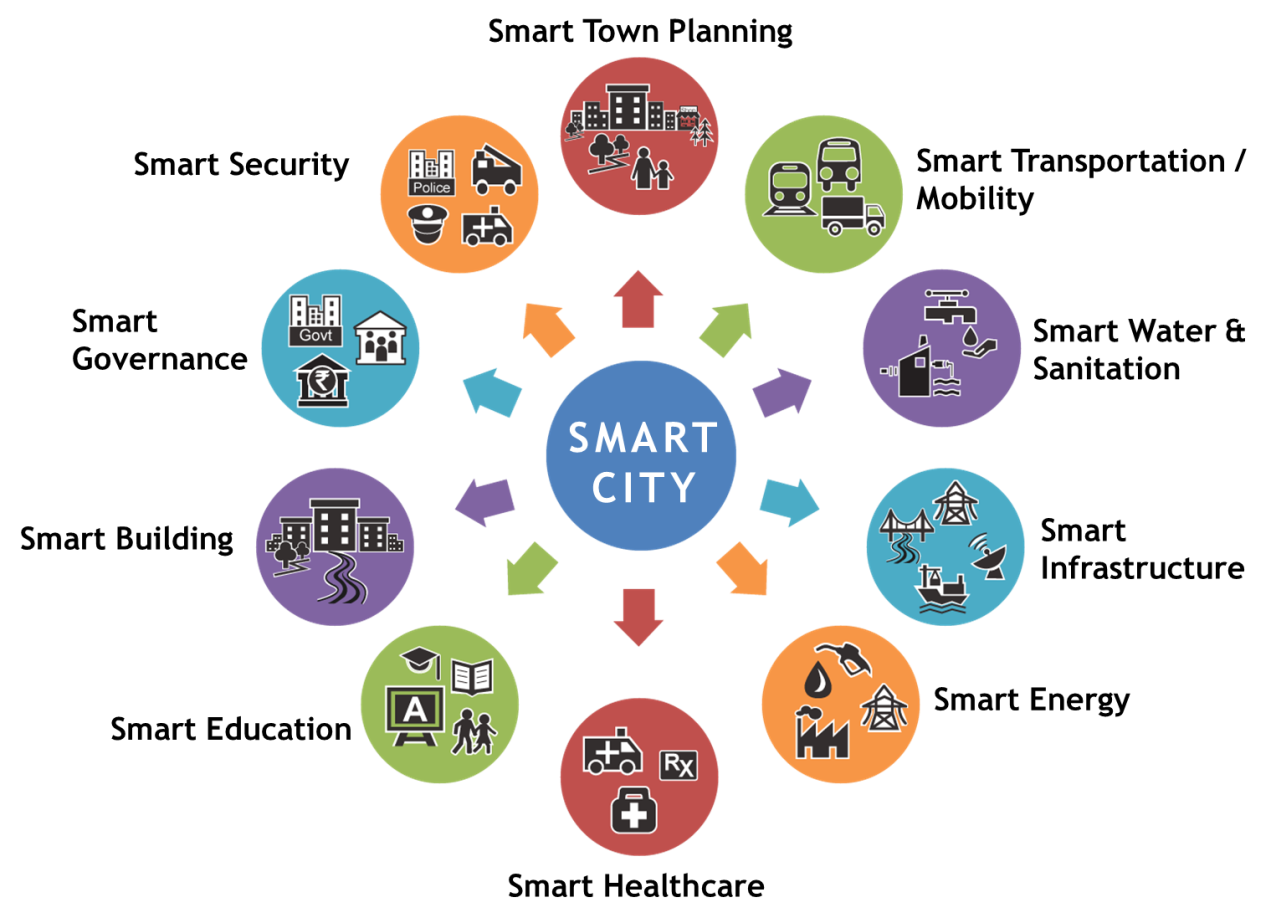 Smart Town Planning
Smart Transportation /
Mobility
Smart Water &
Sanitation
Smart
Infrastructure
Smart Energy
Smart Healthcare
Rx
Smart Education
A
Smart Building
Smart
Governance
Govt
₹
Smart Security
Police
SMART
CITY